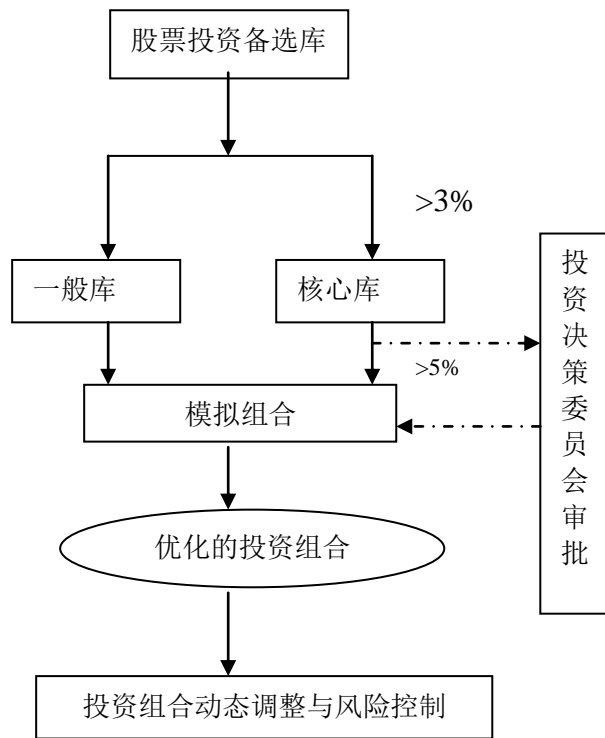 股票投资备选库
>3%
一般库
核心库
投资决策委员会审批
>5%
模拟组合
优化的投资组合
投资组合动态调整与风险控制